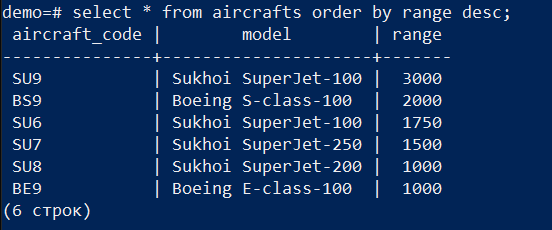 demo=# select * from aircrafts order by range desc;
 aircraft_code |        model        | range
---------------+---------------------+-------
 SU9           | Sukhoi SuperJet-100 |  3000
 BS9           | Boeing S-class-100  |  2000
 SU6           | Sukhoi SuperJet-100 |  1750
 SU7           | Sukhoi SuperJet-250 |  1500
 SU8           | Sukhoi SuperJet-200 |  1000
 BE9           | Boeing E-class-100  |  1000
(6 строк)